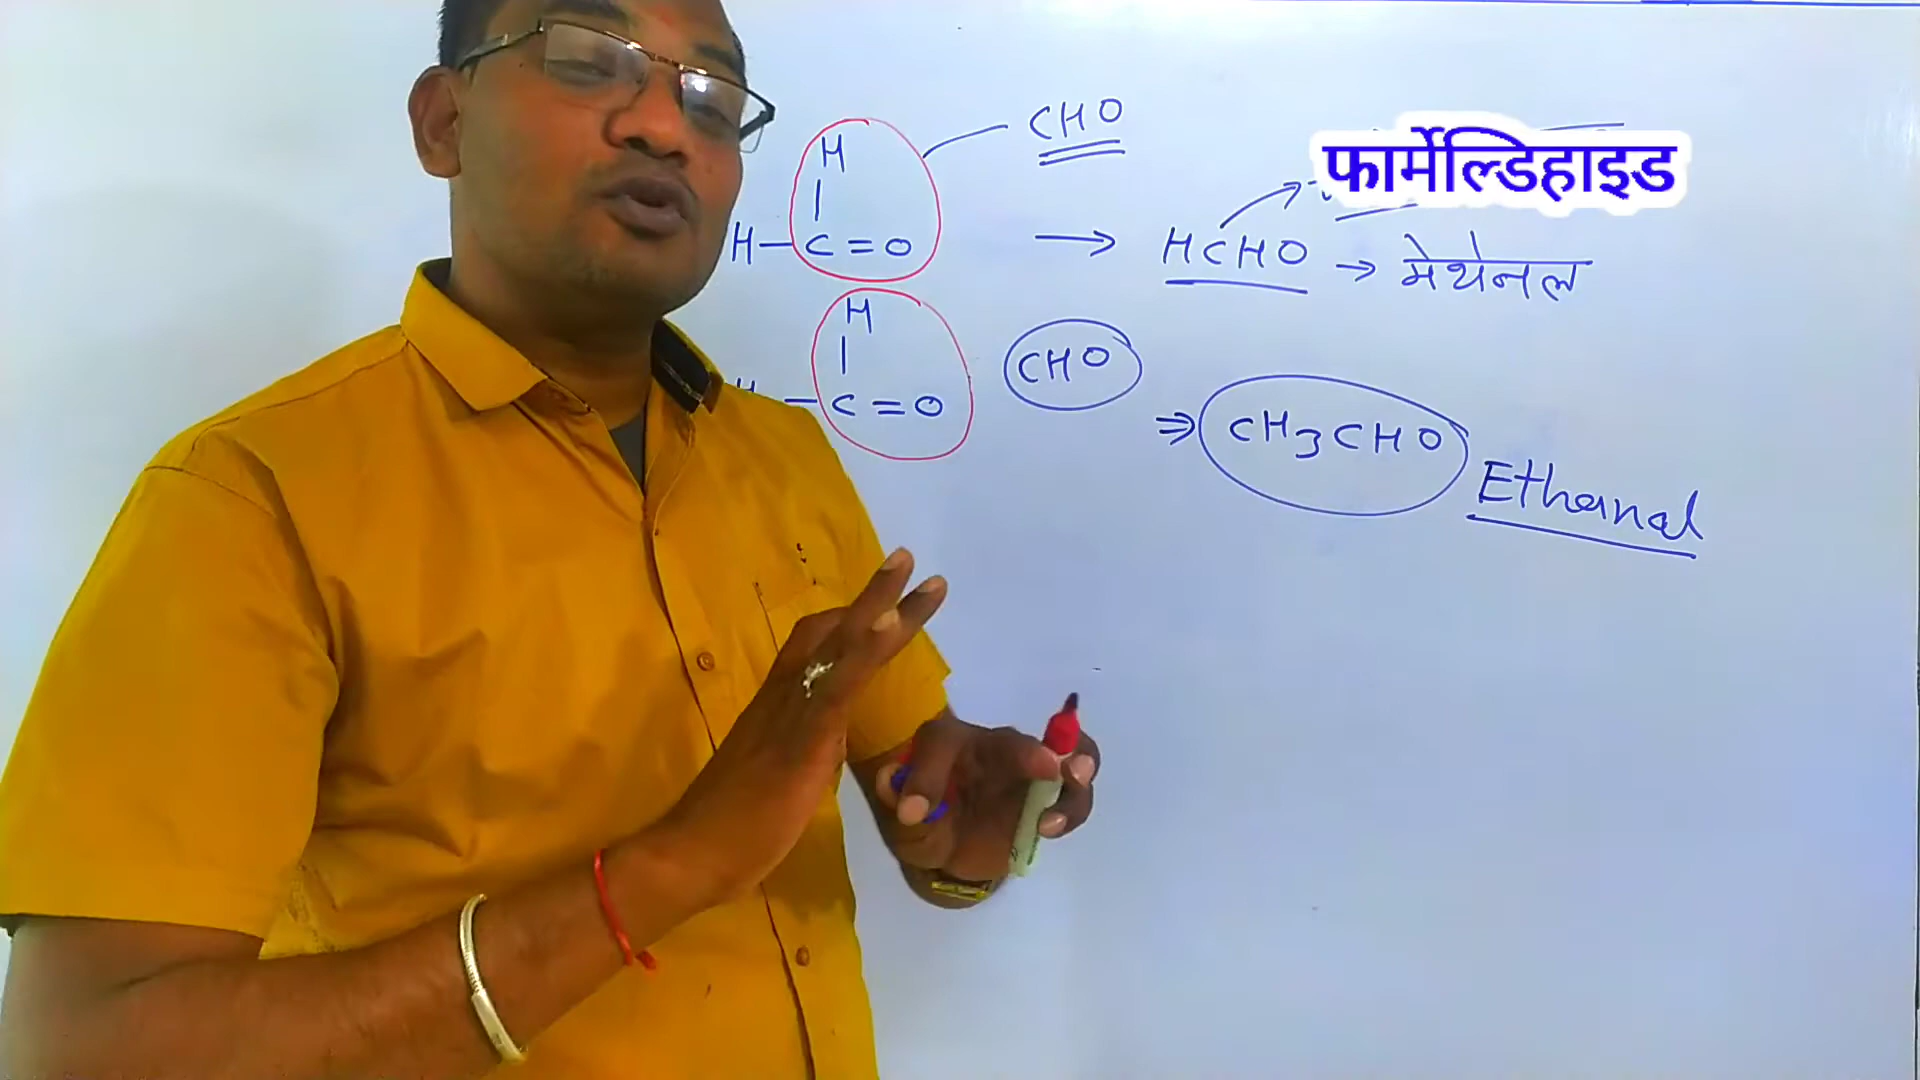 CHO
फार्मेल्डिहाइड
H
|
H—C=O → HCHO → मेथेनल
H
|
—C=O
CHO
⇒ CH3CHO
Ethanal